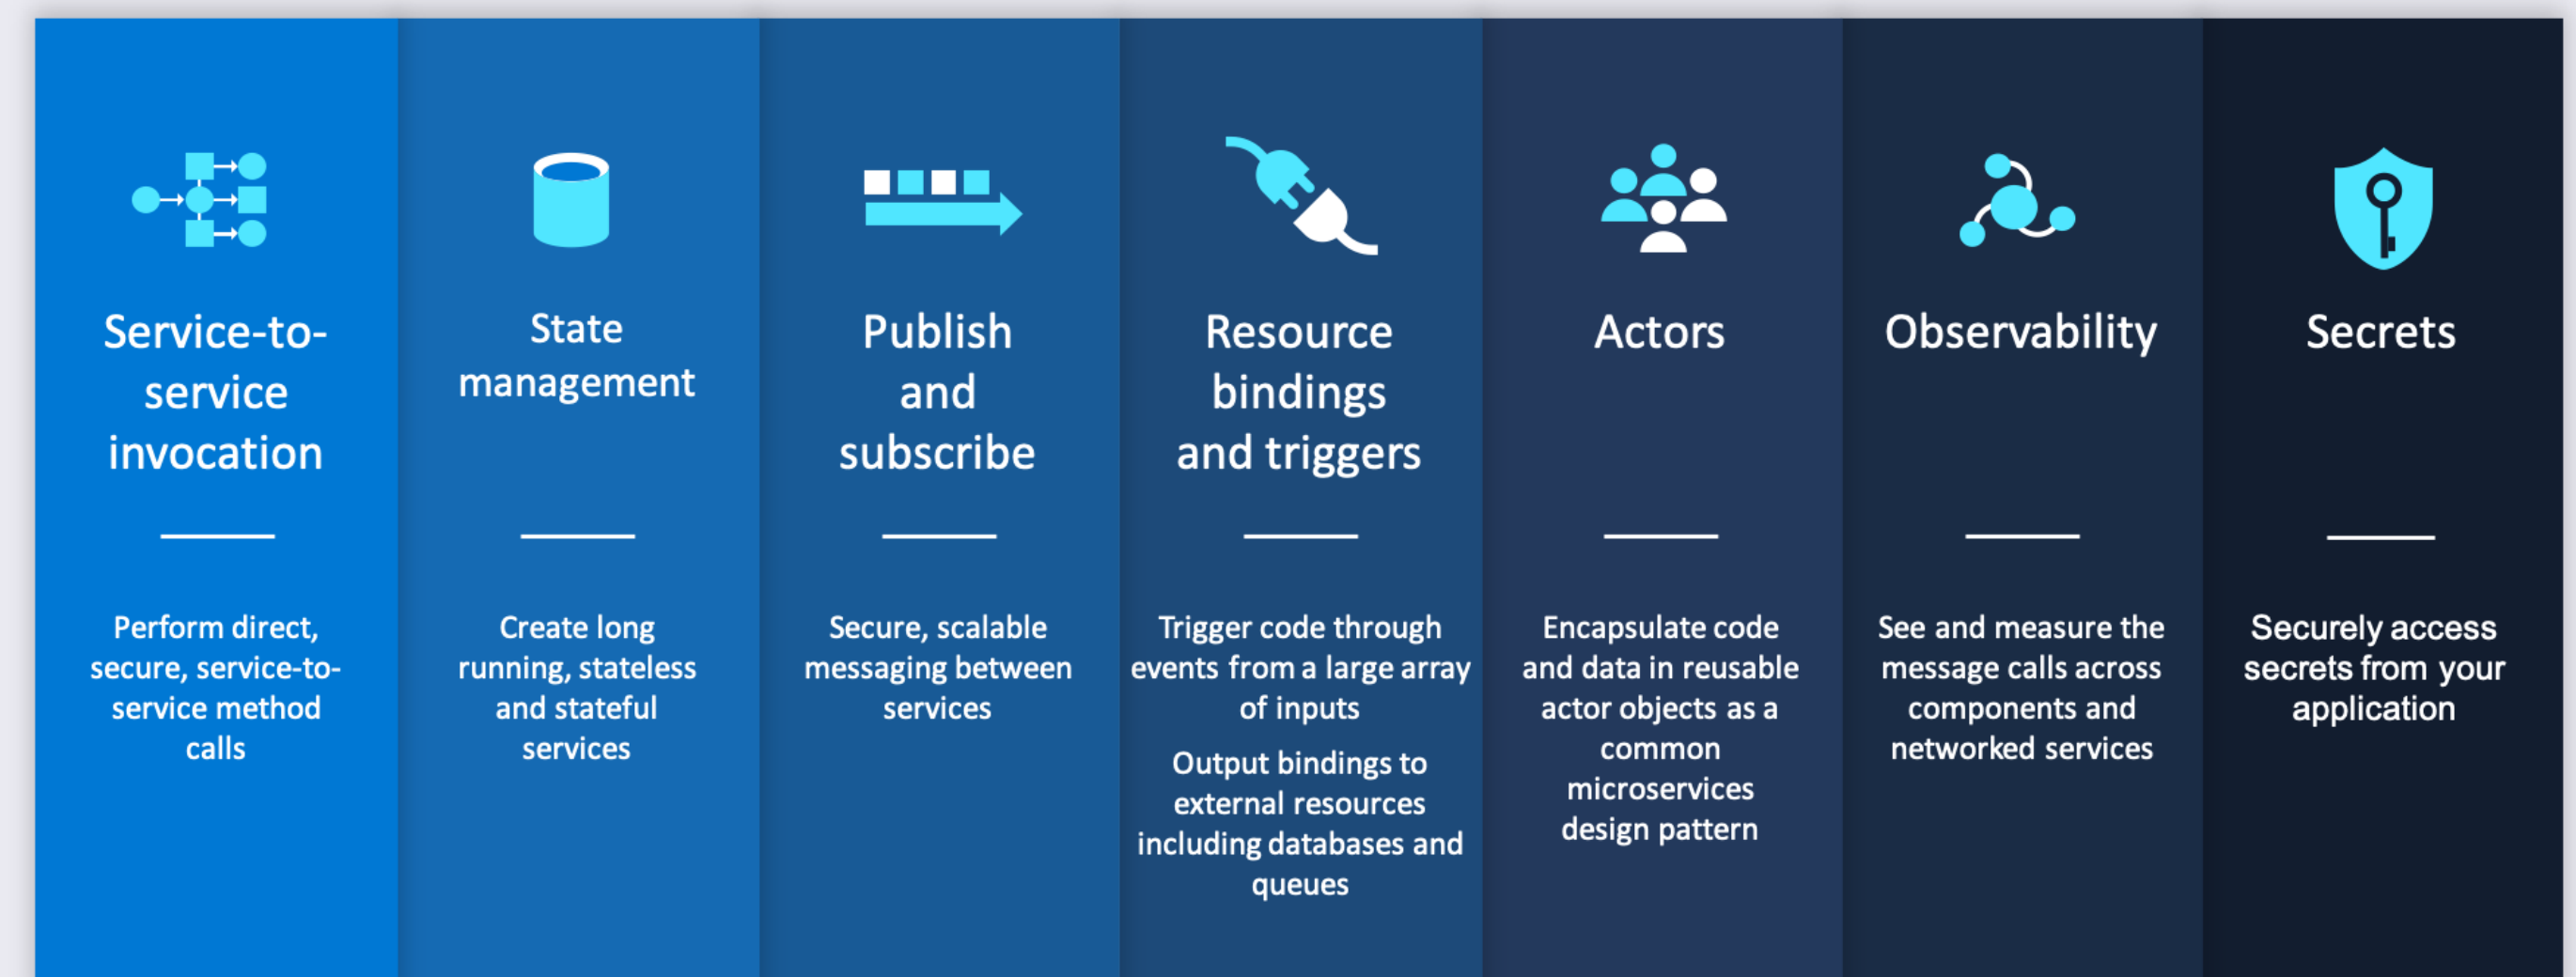 Service-to-
service
invocation
Perform direct,
secure, service-to-
service method
calls
State
management
Create long
running, stateless
and stateful
services
Publish
and
subscribe
Secure, scalable
messaging between
services
Resource
bindings
and triggers
Trigger code through
events from a large array
of inputs
Output bindings to
external resources
including databases and
queues
Actors
Encapsulate code
and data in reusable
actor objects as a
common
microservices
design pattern
Observability
See and measure the
message calls across
components and
networked services
Secrets
Securely access
secrets from your
application